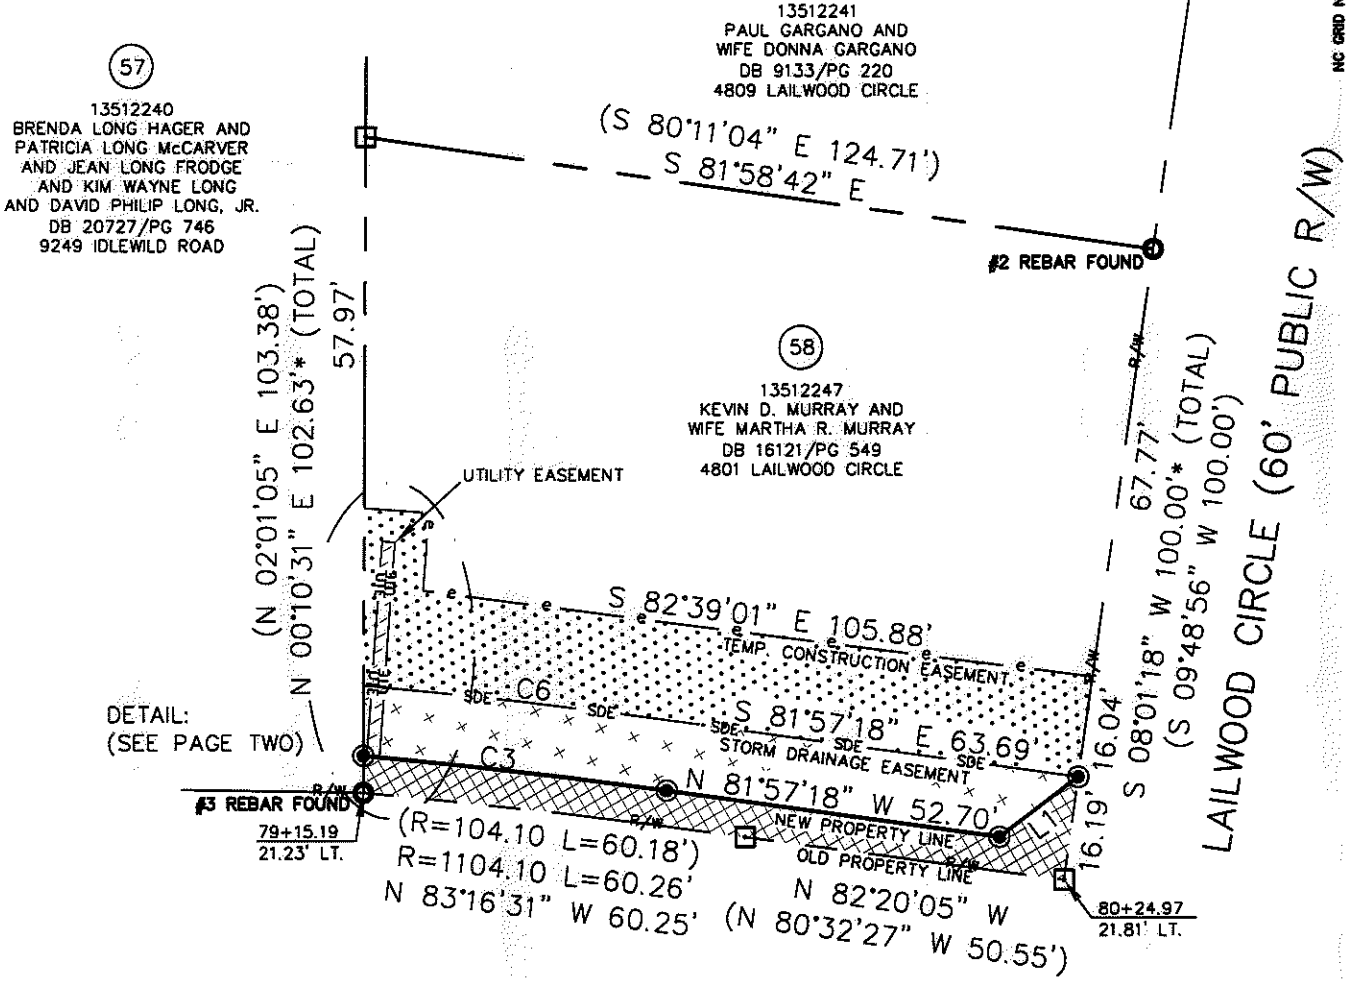 57
13512240
BRENDA LONG HAGER AND
PATRICIA LONG McCARVER
AND JEAN LONG FRODGE
AND KIM WAYNE LONG
AND DAVID PHILIP LONG, JR.
DB 20727/PG 746
9249 IDLEWILD ROAD
13512241
PAUL GARGANO AND
WIFE DONNA GARGANO
DB 9133/PG 220
4809 LAILWOOD CIRCLE
NC GRID
(S 80°11'04" E 124.71')
S 81°58'42" E
#2 REBAR FOUND
58
13512247
KEVIN D. MURRAY AND
WIFE MARTHA R. MURRAY
DB 16121/PG 549
4801 LAILWOOD CIRCLE
(N 02°01'05" E 103.38')
N 00°10'31" E 102.63'* (TOTAL)
57.97'
UTILITY EASEMENT
R/W
67.77'
S 08°01'18" W 100.00'* (TOTAL)
(S 09°48'56" W 100.00')
LAILWOOD CIRCLE (60' PUBLIC R/W)
R/W
16.04'
16.19'
e e e e e e e
S 82°39'01" E 105.88'
TEMP. CONSTRUCTION EASEMENT
SDE C6 SDE SDE SDE SDE
S 81°57'18" E 63.69'
STORM DRAINAGE EASEMENT
DETAIL:
(SEE PAGE TWO)
C3
N 81°57'18" W 52.70'
L1
NEW PROPERTY LINE
OLD PROPERTY LINE
R/W R/W R/W
#3 REBAR FOUND
79+15.19
21.23' LT.
(R=104.10 L=60.18')
R=1104.10 L=60.26'
N 83°16'31" W 60.25'
N 82°20'05" W
(N 80°32'27" W 50.55')
80+24.97
21.81' LT.